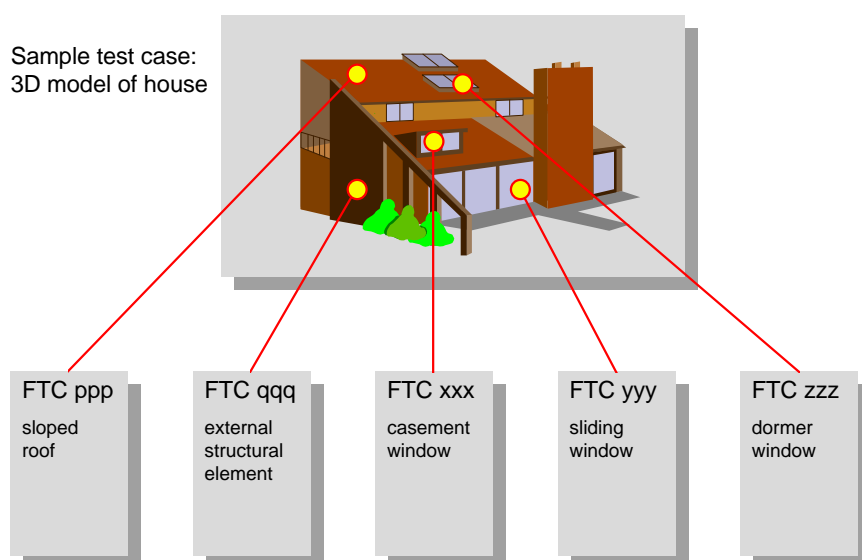 Sample test case:
3D model of house
FTC ppp
sloped
roof
FTC qqq
external
structural
element
FTC xxx
casement
window
FTC yyy
sliding
window
FTC zzz
dormer
window